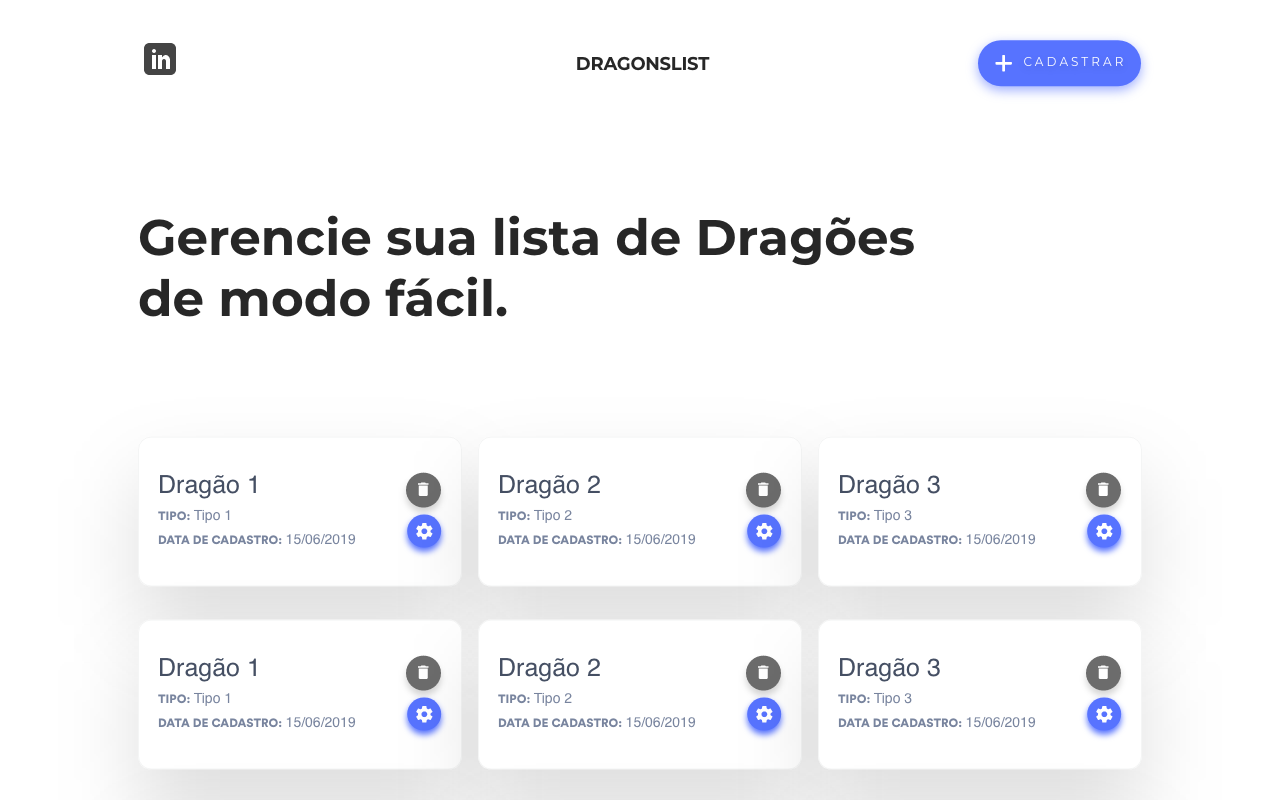 in
DRAGONSLIST
CADASTRAR
Gerencie sua lista de Dragões
de modo fácil.
Dragão 1
TIPO: Tipo 1
DATA DE CADASTRO: 15/06/2019
Dragão 2
TIPO: Tipo 2
DATA DE CADASTRO: 15/06/2019
Dragão 3
TIPO: Tipo 3
DATA DE CADASTRO: 15/06/2019
Dragão 1
TIPO: Tipo 1
DATA DE CADASTRO: 15/06/2019
Dragão 2
TIPO: Tipo 2
DATA DE CADASTRO: 15/06/2019
Dragão 3
TIPO: Tipo 3
DATA DE CADASTRO: 15/06/2019